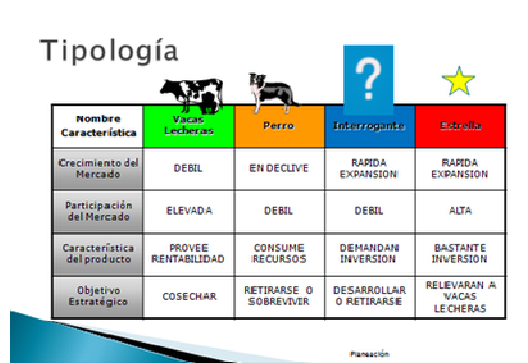 Tipología
?
Nombre
Característica
Vacas
Lecheras
Perro
Interrogante
Estrella
Crecimiento del
Mercado
DEBIL
EN DECLIVE
RAPIDA
EXPANSION
RAPIDA
EXPANSION
Participación
del Mercado
ELEVADA
DEBIL
DEBIL
ALTA
Característica
del producto
PROVEE
RENTABILIDAD
CONSUME
RECURSOS
DEMANDAN
INVERSION
BASTANTE
INVERSION
Objetivo
Estratégico
COSECHAR
RETIRARSE O
SOBREVIVIR
DESARROLLAR
O RETIRARSE
RELEVARAN A
VACAS
LECHERAS
Planeación